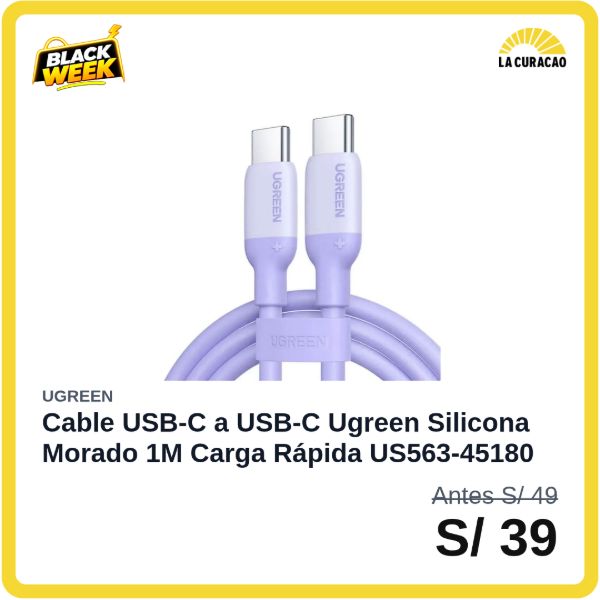 BLACK
WEEK
LA CURACAO
UGREEN
UGREEN
UGREEN
UGREEN
Cable USB-C a USB-C Ugreen Silicona
Morado 1M Carga Rápida US563-45180
Antes S/ 49
S/ 39